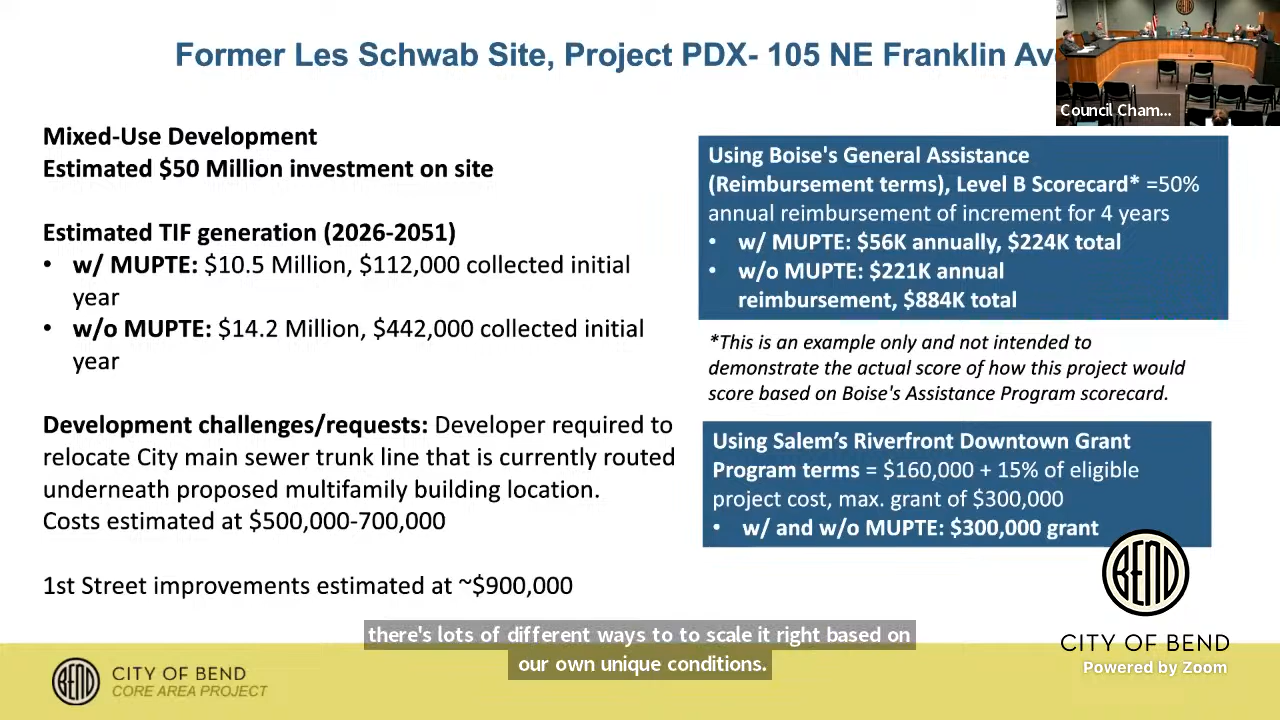 Former Les Schwab Site, Project PDX- 105 NE Franklin Av
Council Cham...
Mixed-Use Development
Estimated $50 Million investment on site
Estimated TIF generation (2026-2051)
• w/ MUPTE: $10.5 Million, $112,000 collected initial
year
• w/o MUPTE: $14.2 Million, $442,000 collected initial
year
Development challenges/requests: Developer required to
relocate City main sewer trunk line that is currently routed
underneath proposed multifamily building location.
Costs estimated at $500,000-700,000
1st Street improvements estimated at ~$900,000
Using Boise's General Assistance
(Reimbursement terms), Level B Scorecard* =50%
annual reimbursement of increment for 4 years
• w/ MUPTE: $56K annually, $224K total
• w/o MUPTE: $221K annual
reimbursement, $884K total
*This is an example only and not intended to
demonstrate the actual score of how this project would
score based on Boise's Assistance Program scorecard.
Using Salem’s Riverfront Downtown Grant
Program terms = $160,000 + 15% of eligible
project cost, max. grant of $300,000
• w/ and w/o MUPTE: $300,000 grant
there's lots of different ways to to scale it right based on
our own unique conditions.
BEND
CITY OF BEND
Powered by Zoom
BEND
CITY OF BEND
CORE AREA PROJECT